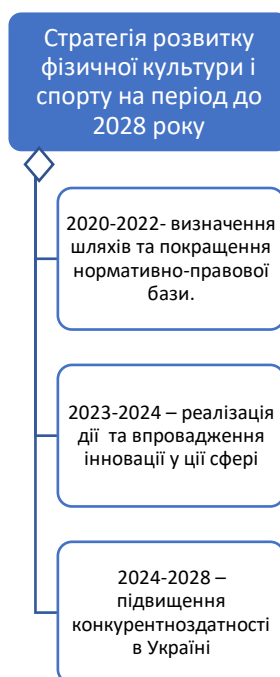 Стратегія розвитку
фізичної культури і
спорту на період до
2028 року
2020-2022- визначення
шляхів та покращення
нормативно-правової
бази.
2023-2024 – реалізація
дії та впровадження
інновації у ції сфері
2024-2028 –
підвищення
конкурентноздатності
в Україні